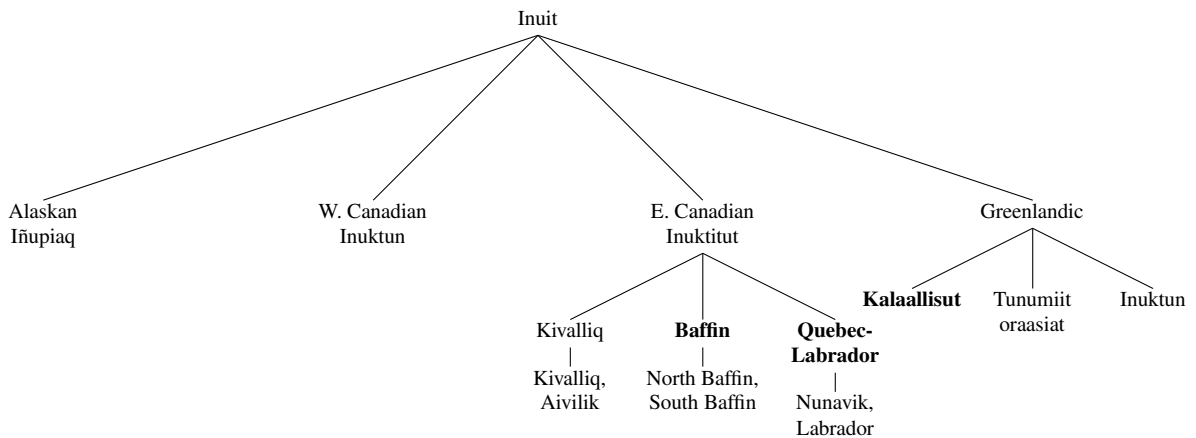 Inuit
Alaskan
Iñupiaq
W. Canadian
Inuktun
E. Canadian
Inuktitut
Greenlandic
Kivalliq
Kivalliq,
Aivilik
Baffin
North Baffin,
South Baffin
Quebec-
Labrador
Nunavik,
Labrador
Kalaallisut
Tunumiit
oraasiat
Inuktun